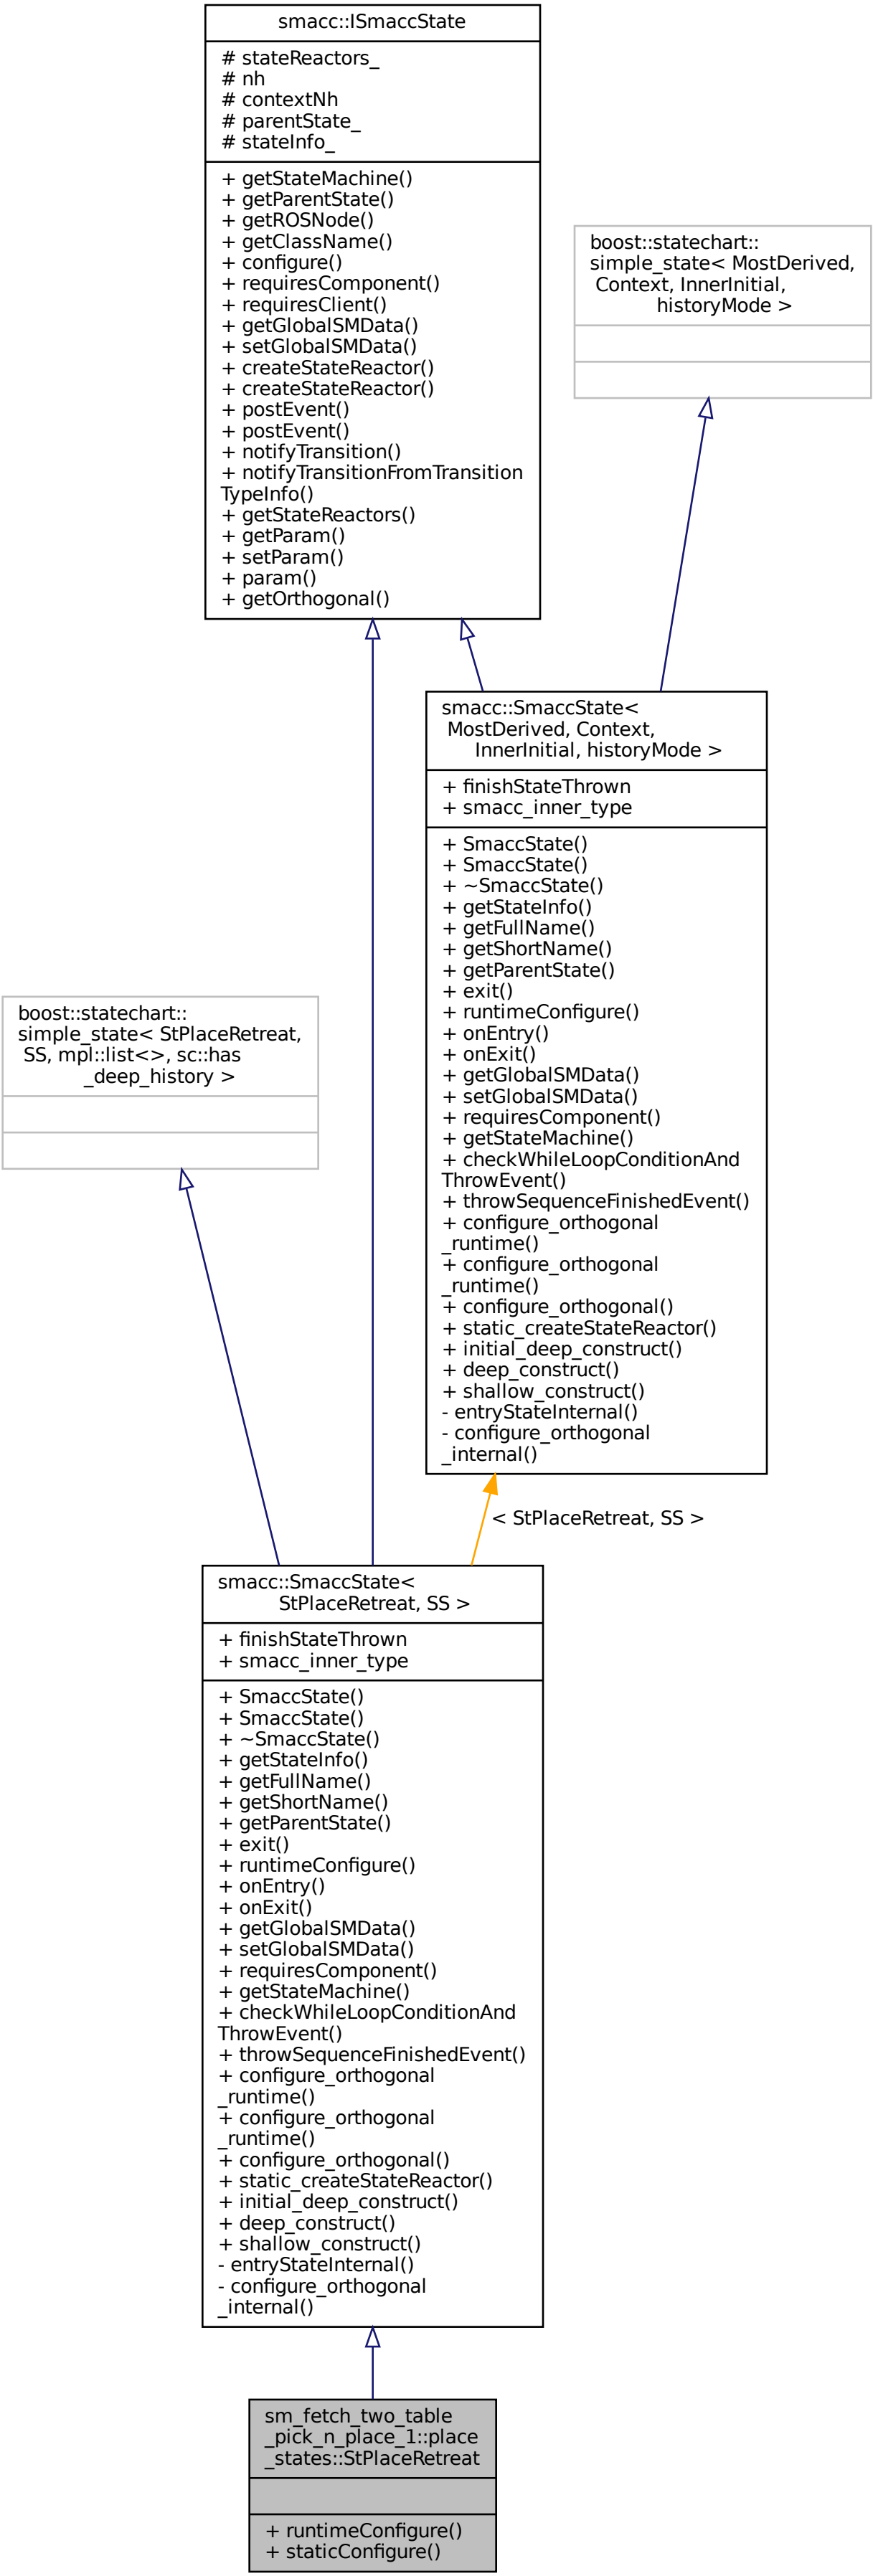 smacc::ISmaccState
# stateReactors_
# nh
# contextNh
# parentState_
# stateInfo_
+ getStateMachine()
+ getParentState()
+ getROSNode()
+ getClassName()
+ configure()
+ requiresComponent()
+ requiresClient()
+ getGlobalSMData()
+ setGlobalSMData()
+ createStateReactor()
+ createStateReactor()
+ postEvent()
+ postEvent()
+ notifyTransition()
+ notifyTransitionFromTransition
TypeInfo()
+ getStateReactors()
+ getParam()
+ setParam()
+ param()
+ getOrthogonal()
boost::statechart::
simple_state< MostDerived,
Context, InnerInitial,
historyMode >
smacc::SmaccState<
MostDerived, Context,
InnerInitial, historyMode >
+ finishStateThrown
+ smacc_inner_type
+ SmaccState()
+ SmaccState()
+ ~SmaccState()
+ getStateInfo()
+ getFullName()
+ getShortName()
+ getParentState()
+ exit()
+ runtimeConfigure()
+ onEntry()
+ onExit()
+ getGlobalSMData()
+ setGlobalSMData()
+ requiresComponent()
+ getStateMachine()
+ checkWhileLoopConditionAnd
ThrowEvent()
+ throwSequenceFinishedEvent()
+ configure_orthogonal
_runtime()
+ configure_orthogonal
_runtime()
+ configure_orthogonal()
+ static_createStateReactor()
+ initial_deep_construct()
+ deep_construct()
+ shallow_construct()
- entryStateInternal()
- configure_orthogonal
_internal()
boost::statechart::
simple_state< StPlaceRetreat,
SS, mpl::list<>, sc::has
_deep_history >
< StPlaceRetreat, SS >
smacc::SmaccState<
StPlaceRetreat, SS >
+ finishStateThrown
+ smacc_inner_type
+ SmaccState()
+ SmaccState()
+ ~SmaccState()
+ getStateInfo()
+ getFullName()
+ getShortName()
+ getParentState()
+ exit()
+ runtimeConfigure()
+ onEntry()
+ onExit()
+ getGlobalSMData()
+ setGlobalSMData()
+ requiresComponent()
+ getStateMachine()
+ checkWhileLoopConditionAnd
ThrowEvent()
+ throwSequenceFinishedEvent()
+ configure_orthogonal
_runtime()
+ configure_orthogonal
_runtime()
+ configure_orthogonal()
+ static_createStateReactor()
+ initial_deep_construct()
+ deep_construct()
+ shallow_construct()
- entryStateInternal()
- configure_orthogonal
_internal()
sm_fetch_two_table
_pick_n_place_1::place
_states::StPlaceRetreat
+ runtimeConfigure()
+ staticConfigure()